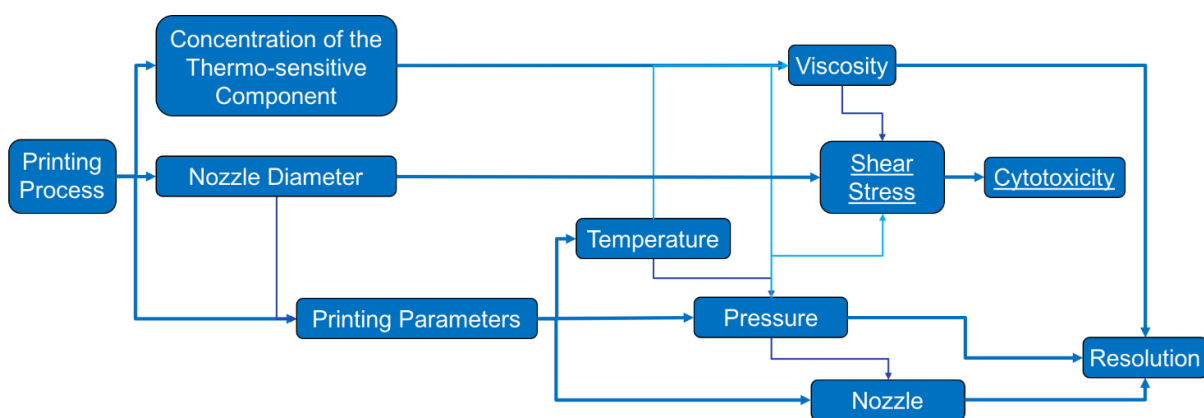 Concentration of the
Thermo-sensitive
Component
Viscosity
Printing
Process
Nozzle Diameter
Shear
Stress
Cytotoxicity
Temperature
Printing Parameters
Pressure
Resolution
Nozzle